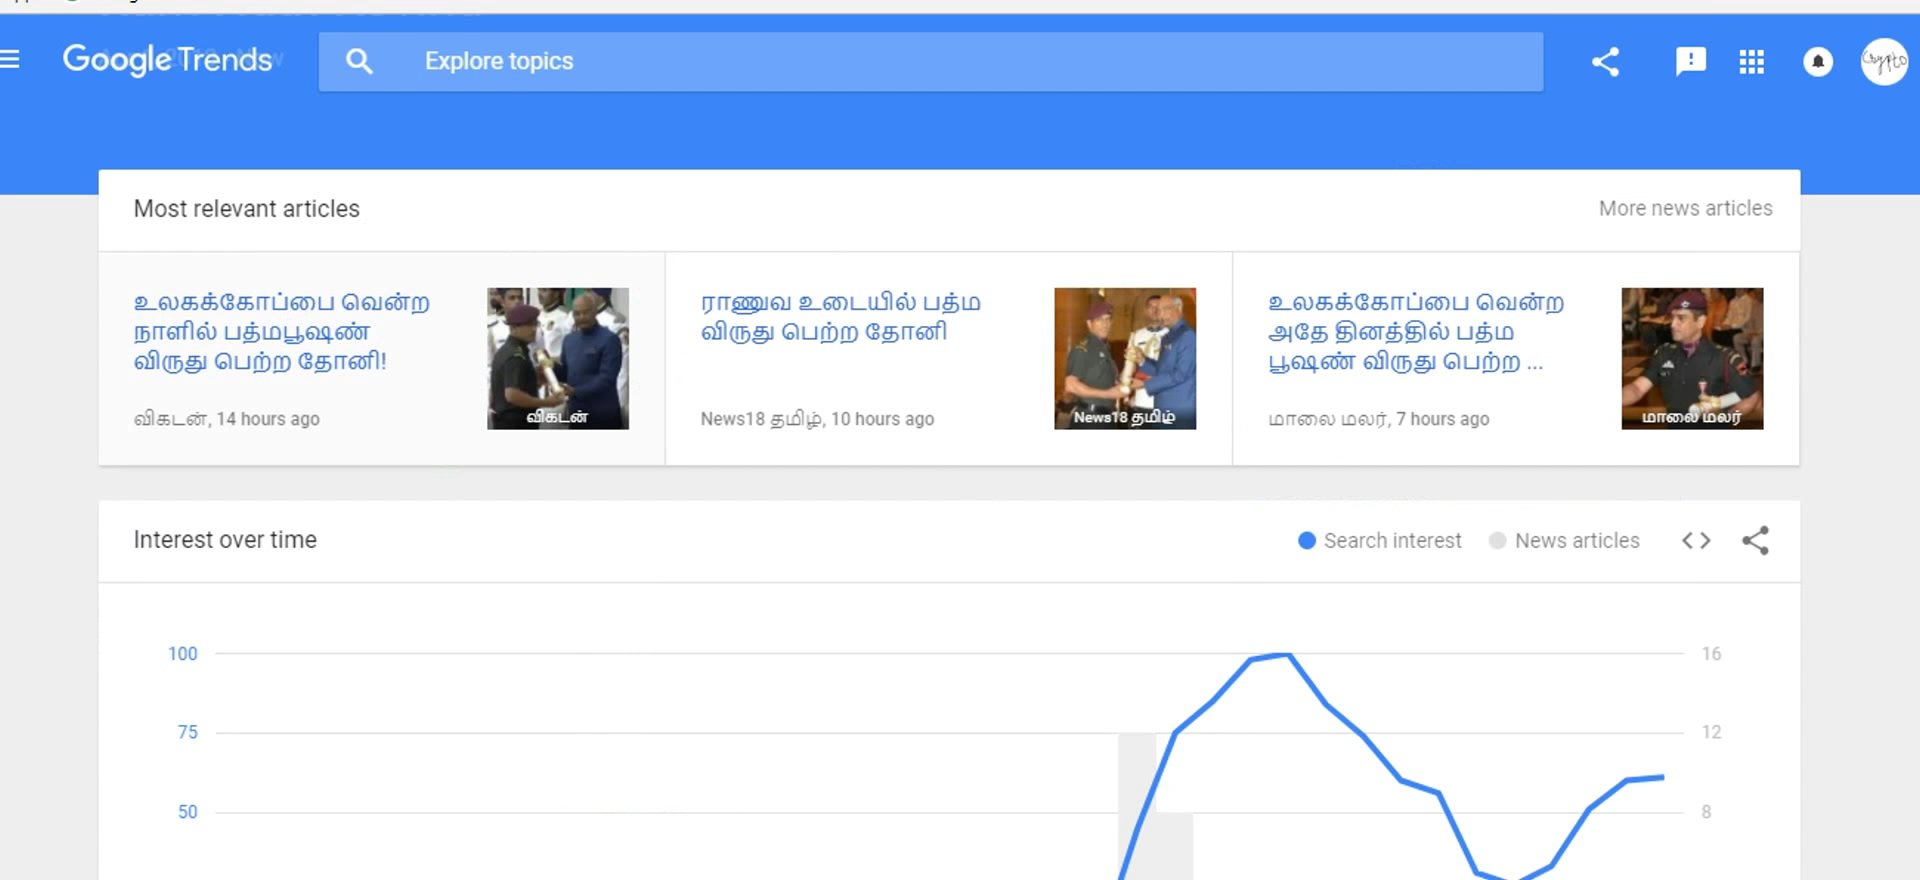 Google Trends
Explore topics
Crypto
Most relevant articles
More news articles
உலகக்கோப்பை வென்ற
நாளில் பத்மபூஷண்
விருது பெற்ற தோனி!
விகடன், 14 hours ago
விகடன்
ராணுவ உடையில் பத்ம
விருது பெற்ற தோனி
News18 தமிழ், 10 hours ago
News18 தமிழ்
உலகக்கோப்பை வென்ற
அதே தினத்தில் பத்ம
பூஷண் விருது பெற்ற ...
மாலை மலர், 7 hours ago
மாலை மலர்
Interest over time
Search interest
News articles
100
16
75
12
50
8